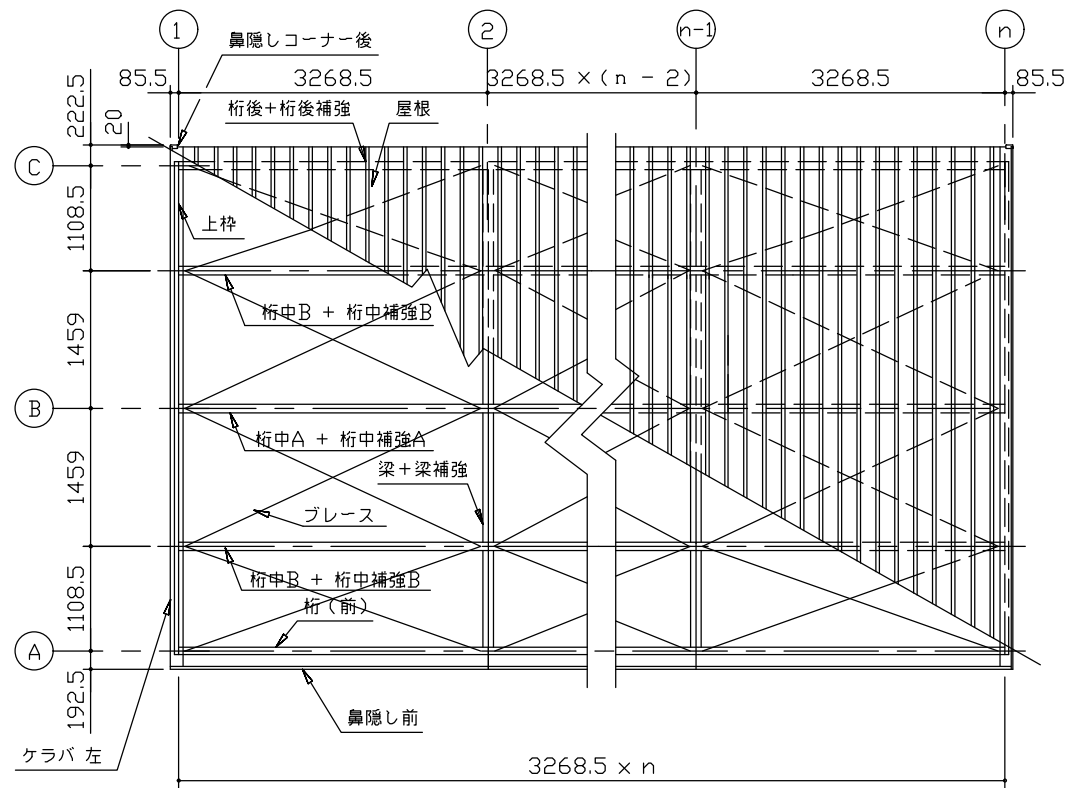 1
2
n-1
n
鼻隠しコーナー後
85.5
3268.5
3268.5 × (n - 2)
3268.5
85.5
222.5
20
桁後+桁後補強
屋根
C
1108.5
上枠
桁中B + 桁中補強B
1459
B
桁中A + 桁中補強A
梁+梁補強
1459
ブレース
桁中B + 桁中補強B
1108.5
桁(前)
A
192.5
鼻隠し前
ケラバ 左
3268.5 × n